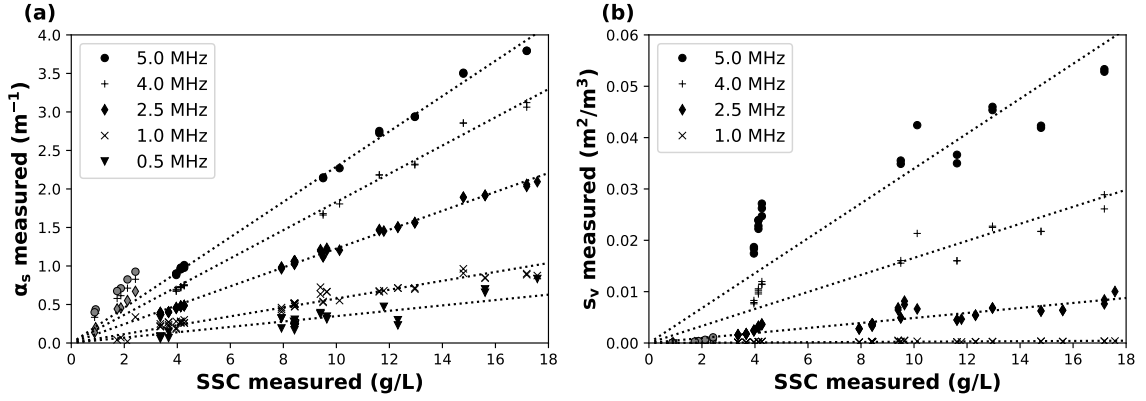 (a)
4.0
3.5
3.0
2.5
2.0
1.5
1.0
0.5
0.0
αs measured (m−1)
5.0 MHz
4.0 MHz
2.5 MHz
1.0 MHz
0.5 MHz
0 2 4 6 8 10 12 14 16 18
SSC measured (g/L)
(b)
0.06
0.05
0.04
0.03
0.02
0.01
0.00
sv measured (m2/m3)
5.0 MHz
4.0 MHz
2.5 MHz
1.0 MHz
0 2 4 6 8 10 12 14 16 18
SSC measured (g/L)